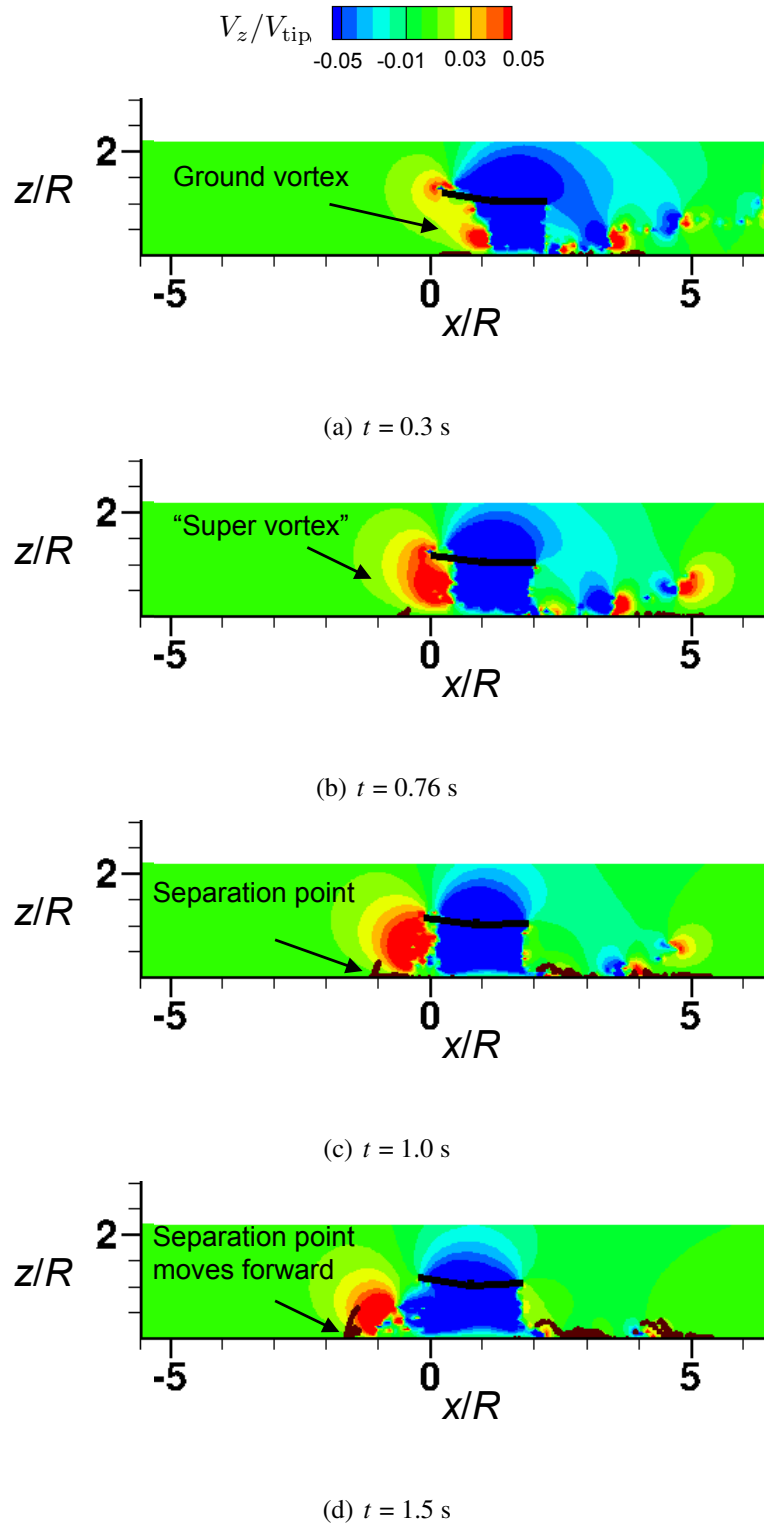 V_z/V_tip,
-0.05 -0.01 0.03 0.05
2
z/R
Ground vortex
-5 0 5
x/R
(a) t = 0.3 s
2
z/R
“Super vortex”
-5 0 5
x/R
(b) t = 0.76 s
2
z/R
Separation point
-5 0 5
x/R
(c) t = 1.0 s
2
z/R
Separation point
moves forward
-5 0 5
x/R
(d) t = 1.5 s